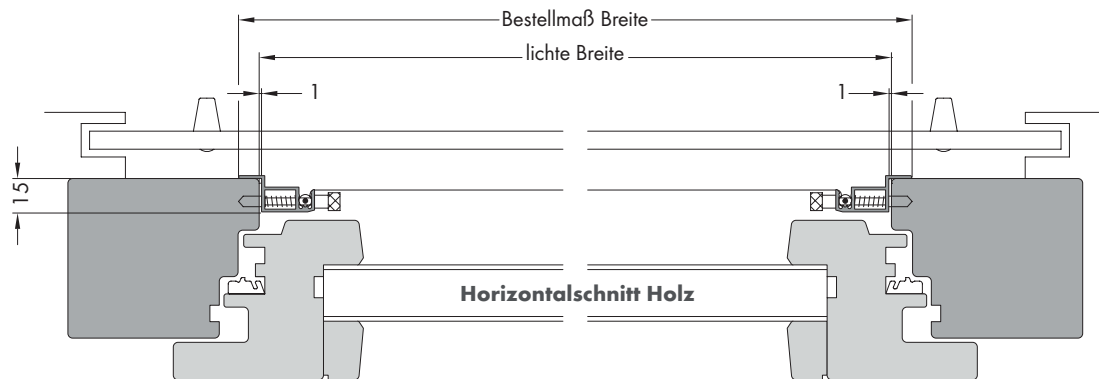 Bestellmaß Breite
lichte Breite
1
1
15
Horizontalschnitt Holz